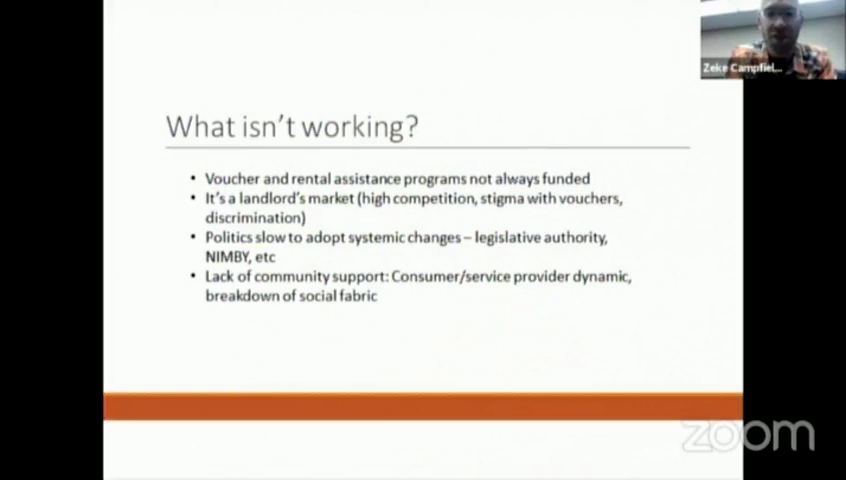 Zeke Campfiel...
What isn't working?
• Voucher and rental assistance programs not always funded
• It's a landlord's market (high competition, stigma with vouchers,
discrimination)
• Politics slow to adopt systemic changes – legislative authority,
NIMBY, etc
• Lack of community support: Consumer/service provider dynamic,
breakdown of social fabric
zoom